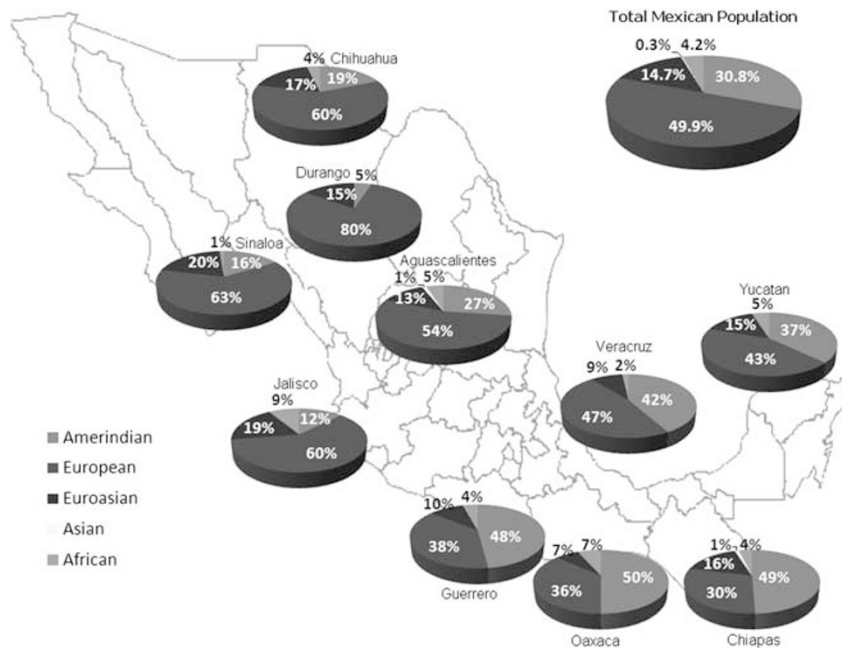 Total Mexican Population
0.3% 4.2%
14.7% 30.8%
49.9%
4% Chihuahua
17% 19%
60%
Durango 5%
15%
80%
1% Sinaloa
20% 16%
63%
Aguascalientes
1% 5%
13% 27%
54%
Yucatan
5%
15% 37%
43%
Veracruz
9% 2%
42%
47%
Jalisco
9%
19% 12%
60%
Amerindian
European
Euroasian
Asian
African
10% 4%
38% 48%
Guerrero
7% 7%
36% 50%
Oaxaca
1% 4%
16% 49%
30%
Chiapas